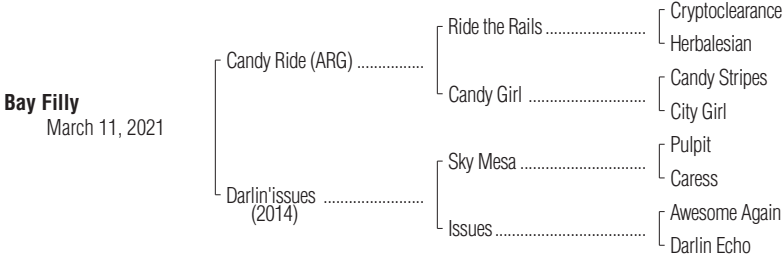 Cryptoclearance
Ride the Rails ..........................
Herbalesian
Candy Ride (ARG) ................
Candy Stripes
Candy Girl ..............................
City Girl
Bay Filly
March 11, 2021
Pulpit
Sky Mesa ................................
Caress
Darlin'issues .........................
(2014)
Awesome Again
Issues ......................................
Darlin Echo